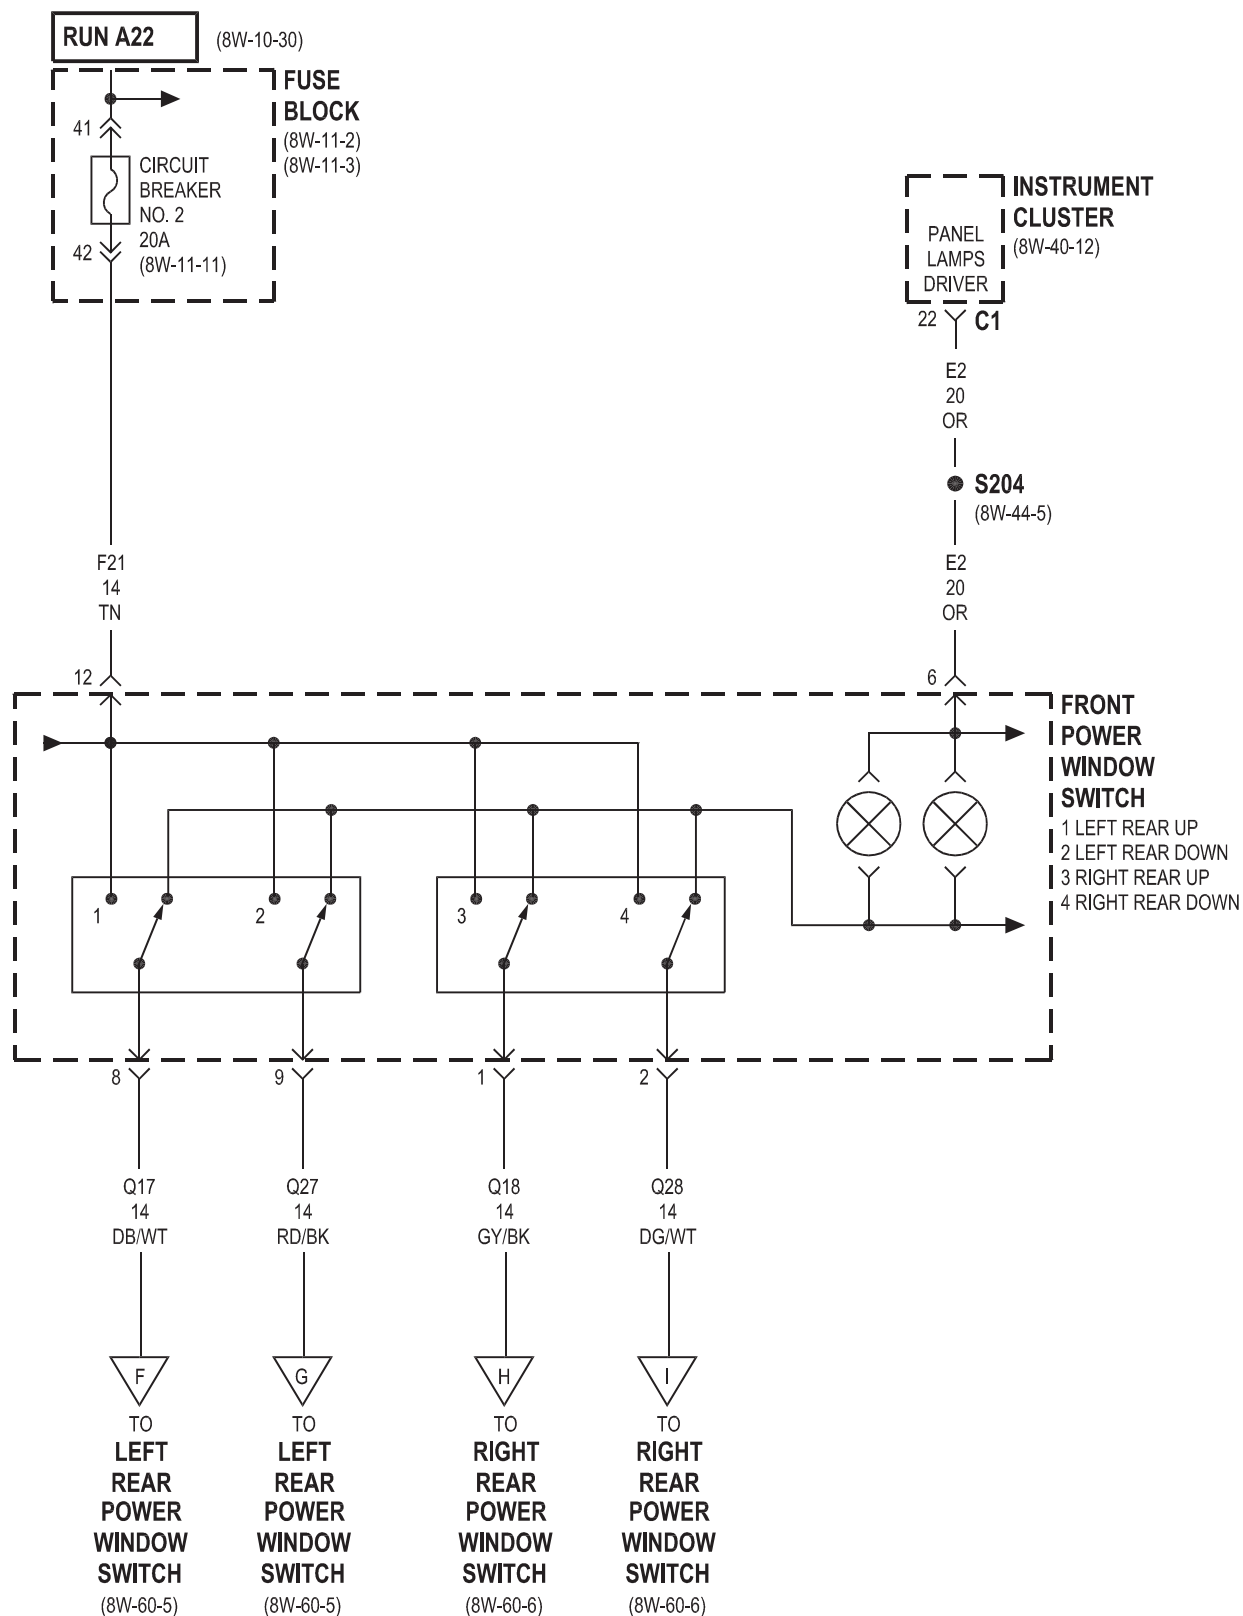 RUN A22
(8W-10-30)
FUSE
BLOCK
(8W-11-2)
(8W-11-3)
41
CIRCUIT
BREAKER
NO. 2
20A
(8W-11-11)
42
INSTRUMENT
CLUSTER
(8W-40-12)
PANEL
LAMPS
DRIVER
22
C1
E2
20
OR
S204
(8W-44-5)
F21
14
TN
E2
20
OR
12
6
FRONT
POWER
WINDOW
SWITCH
1 LEFT REAR UP
2 LEFT REAR DOWN
3 RIGHT REAR UP
4 RIGHT REAR DOWN
1
2
3
4
8
9
1
2
Q17
14
DB/WT
Q27
14
RD/BK
Q18
14
GY/BK
Q28
14
DG/WT
F
TO
LEFT
REAR
POWER
WINDOW
SWITCH
(8W-60-5)
G
TO
LEFT
REAR
POWER
WINDOW
SWITCH
(8W-60-5)
H
TO
RIGHT
REAR
POWER
WINDOW
SWITCH
(8W-60-6)
I
TO
RIGHT
REAR
POWER
WINDOW
SWITCH
(8W-60-6)